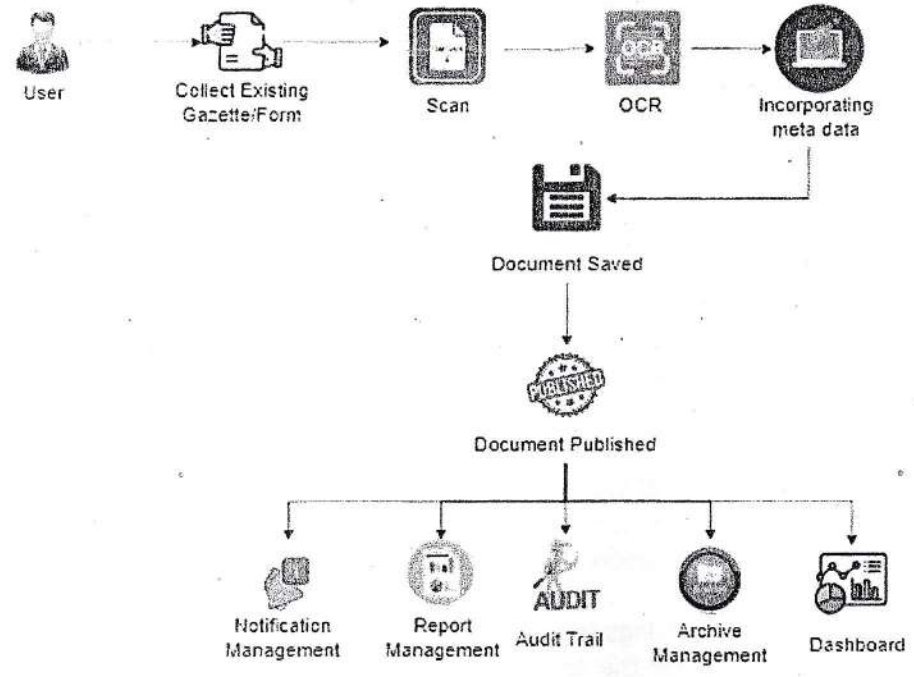 User
Collect Existing
Gazette/Form
Scan
OCR
OCR
Incorporating
meta data
Document Saved
PUBLISHED
Document Published
Notification
Management
Report
Management
AUDIT
Audit Trail
Archive
Management
Dashboard